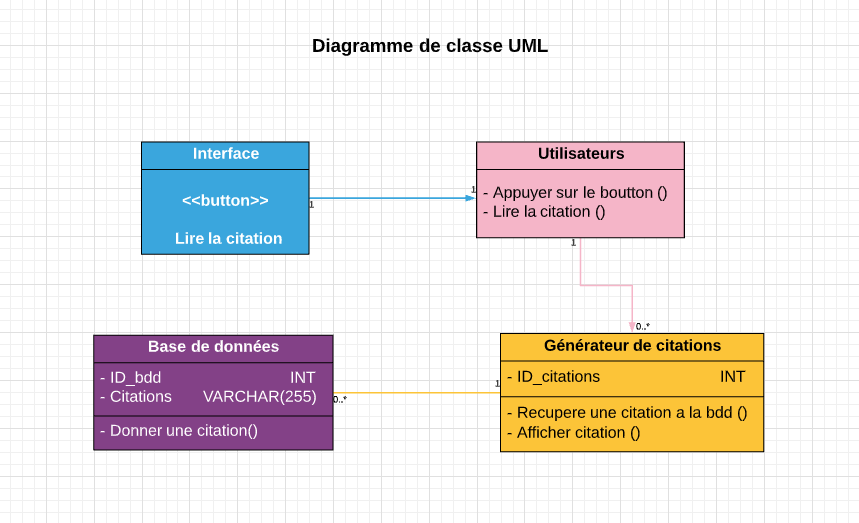 Diagramme de classe UML
Interface
<<button>>
Lire la citation
1
1
Utilisateurs
- Appuyer sur le boutton ()
- Lire la citation ()
1
0..*
Base de données
- ID_bdd INT
- Citations VARCHAR(255)
- Donner une citation()
0..*
1
Générateur de citations
- ID_citations INT
- Recupere une citation a la bdd ()
- Afficher citation ()